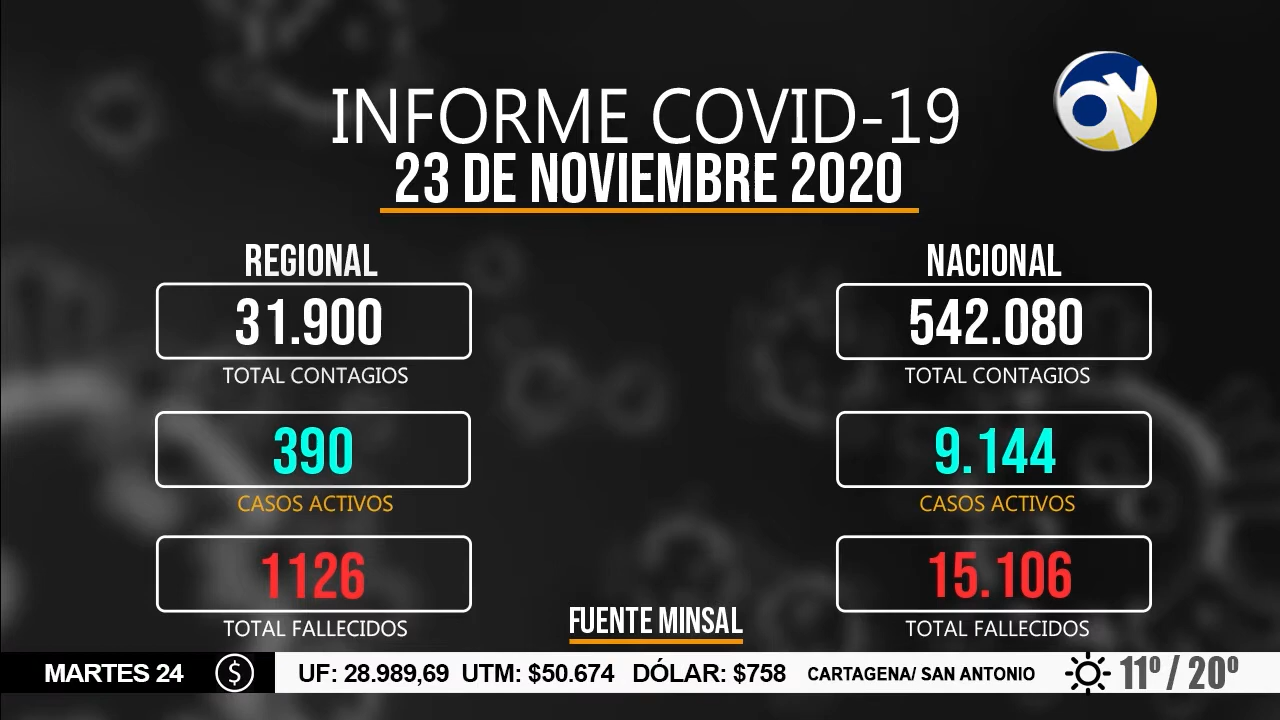 INFORME COVID-19
23 DE NOVIEMBRE 2020
REGIONAL
31.900
TOTAL CONTAGIOS
390
CASOS ACTIVOS
1126
TOTAL FALLECIDOS
NACIONAL
542.080
TOTAL CONTAGIOS
9.144
CASOS ACTIVOS
15.106
TOTAL FALLECIDOS
FUENTE MINSAL
MARTES 24 $ UF: 28.989,69 UTM: $50.674 DÓLAR: $758 CARTAGENA/ SAN ANTONIO 11º / 20º